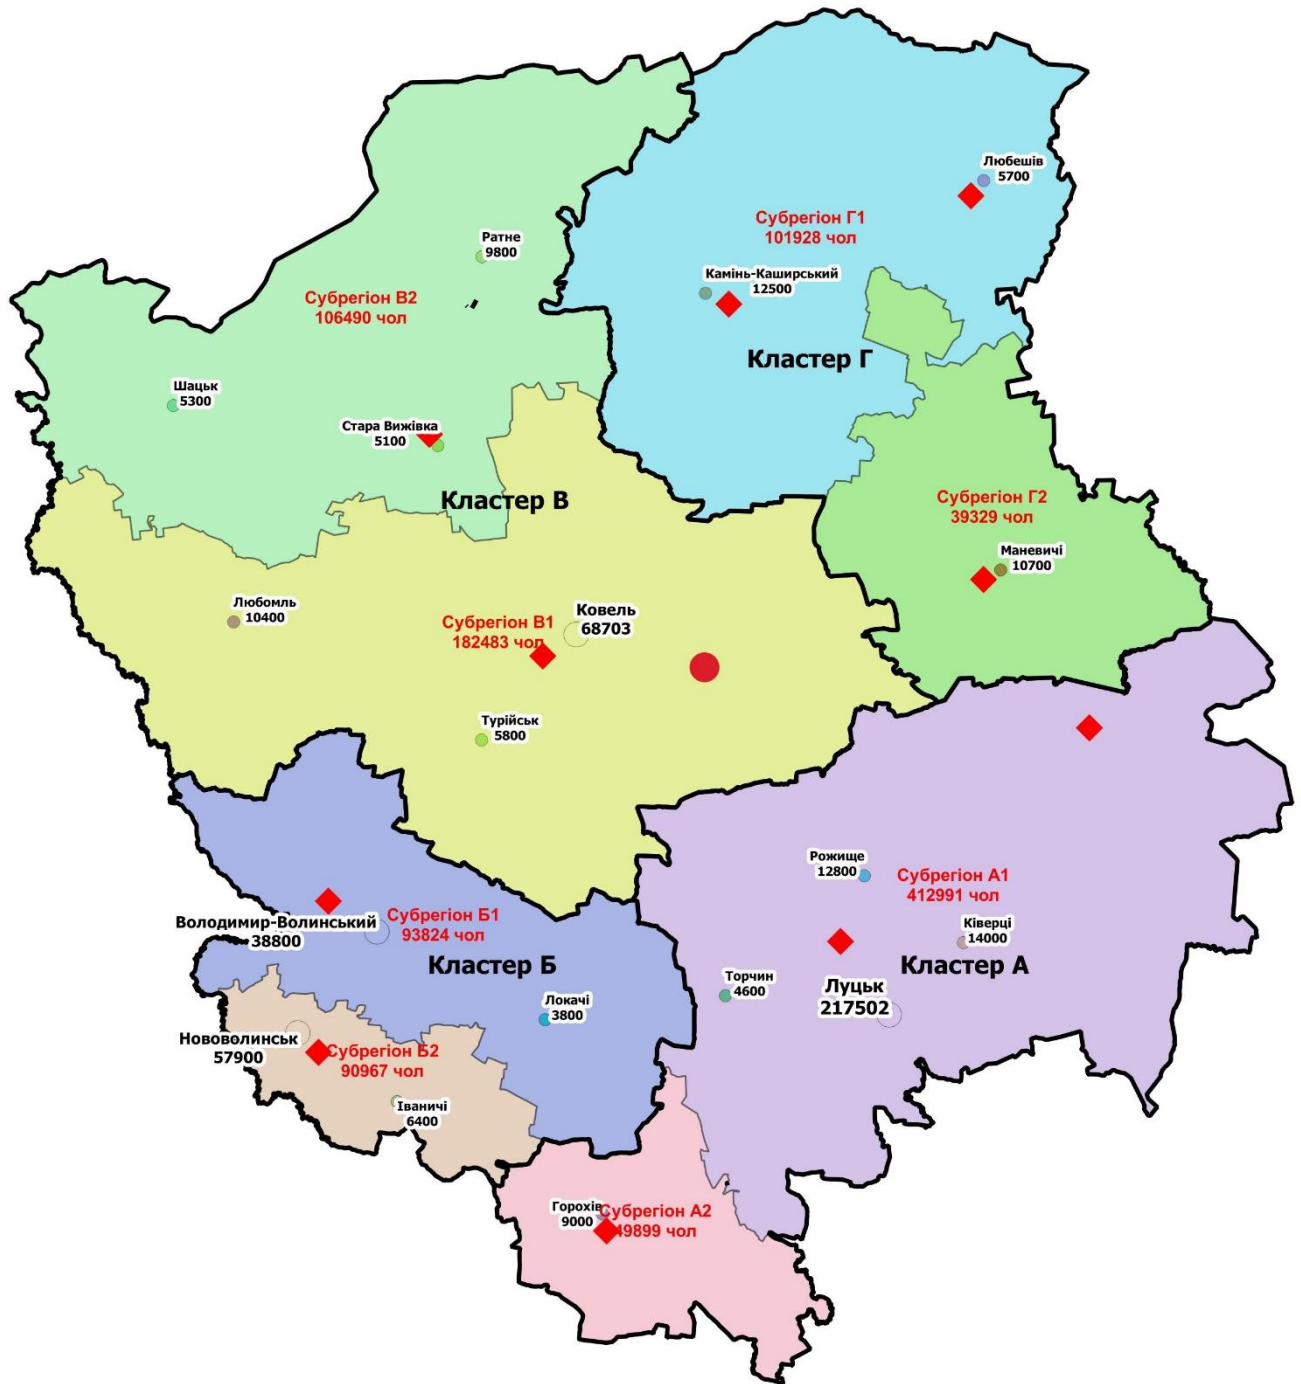 Любешів
5700
Субрегіон Г1
101928 чол
Ратне
9800
Камінь-Каширський
12500
Субрегіон В2
106490 чол
Кластер Г
Шацьк
5300
Стара Вижівка
5100
Кластер В
Субрегіон Г2
39329 чол
Маневичі
10700
Любомль
10400
Ковель
68703
Субрегіон В1
182483 чол
Турійськ
5800
Рожище
12800
Субрегіон А1
412991 чол
Володимир-Волинський
38800
Субрегіон Б1
93824 чол
Ківерці
14000
Кластер Б
Кластер А
Торчин
4600
Луцьк
217502
Локачі
3800
Нововолинськ
57900
Субрегіон Б2
90967 чол
Іваничі
6400
Горохів
9000
Субрегіон А2
49899 чол